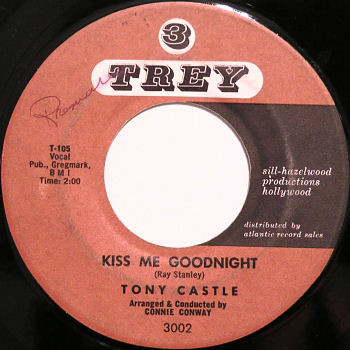 3
TREY
Premier
T-105
Vocal
Pub., Gregmark,
B M I
Time: 2:00
sill-hazelwood
productions
hollywood
distributed by
atlantic record sales
KISS ME GOODNIGHT
(Ray Stanley)
TONY CASTLE
Arranged & Conducted by
CONNIE CONWAY
3002